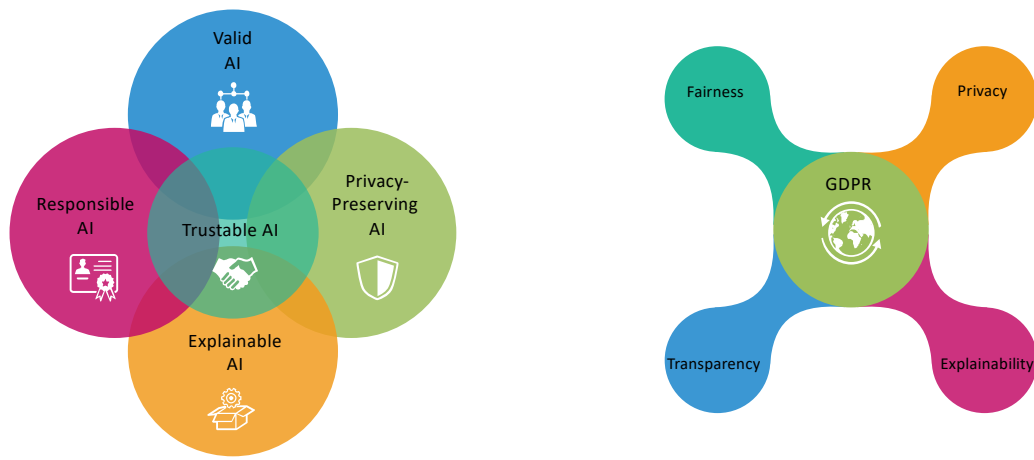 Valid
AI
Responsible
AI
Privacy-
Preserving
AI
Trustable AI
Explainable
AI
Fairness
Privacy
GDPR
Transparency
Explainability